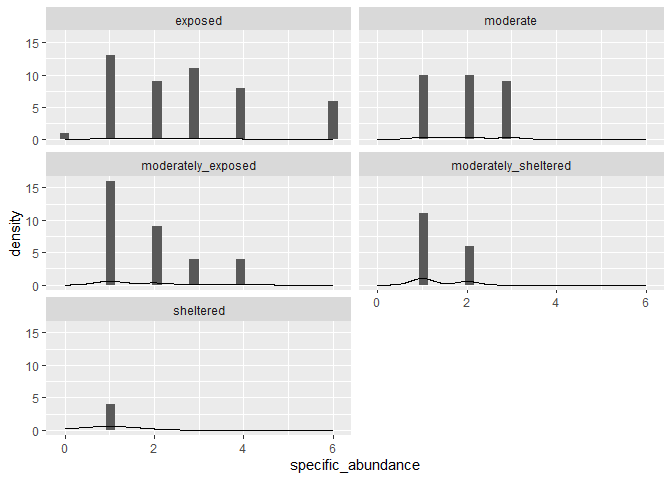 exposed
moderate
15
10
5
0
moderately_exposed
moderately_sheltered
15
10
5
0
density
0 2 4 6
sheltered
15
10
5
0
0 2 4 6
specific_abundance